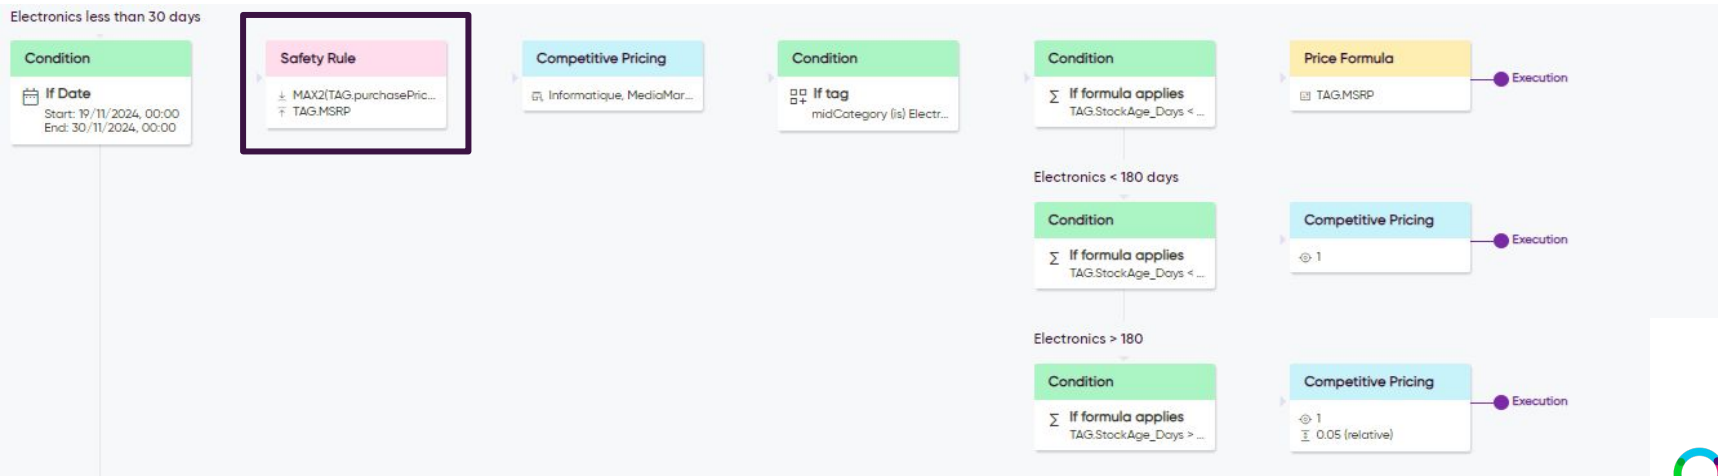 Electronics less than 30 days
Condition
If Date
Start: 19/11/2024, 00:00
End: 30/11/2024, 00:00
Safety Rule
MAX2(TAG.purchasePric...
TAG.MSRP
Competitive Pricing
Informatique, MediaMar...
Condition
If tag
midCategory (is) Electr...
Condition
If formula applies
TAG.StockAge_Days < ...
Price Formula
TAG.MSRP
Execution
Electronics < 180 days
Condition
If formula applies
TAG.StockAge_Days < ...
Competitive Pricing
1
Execution
Electronics > 180
Condition
If formula applies
TAG.StockAge_Days > ...
Competitive Pricing
1
0.05 (relative)
Execution